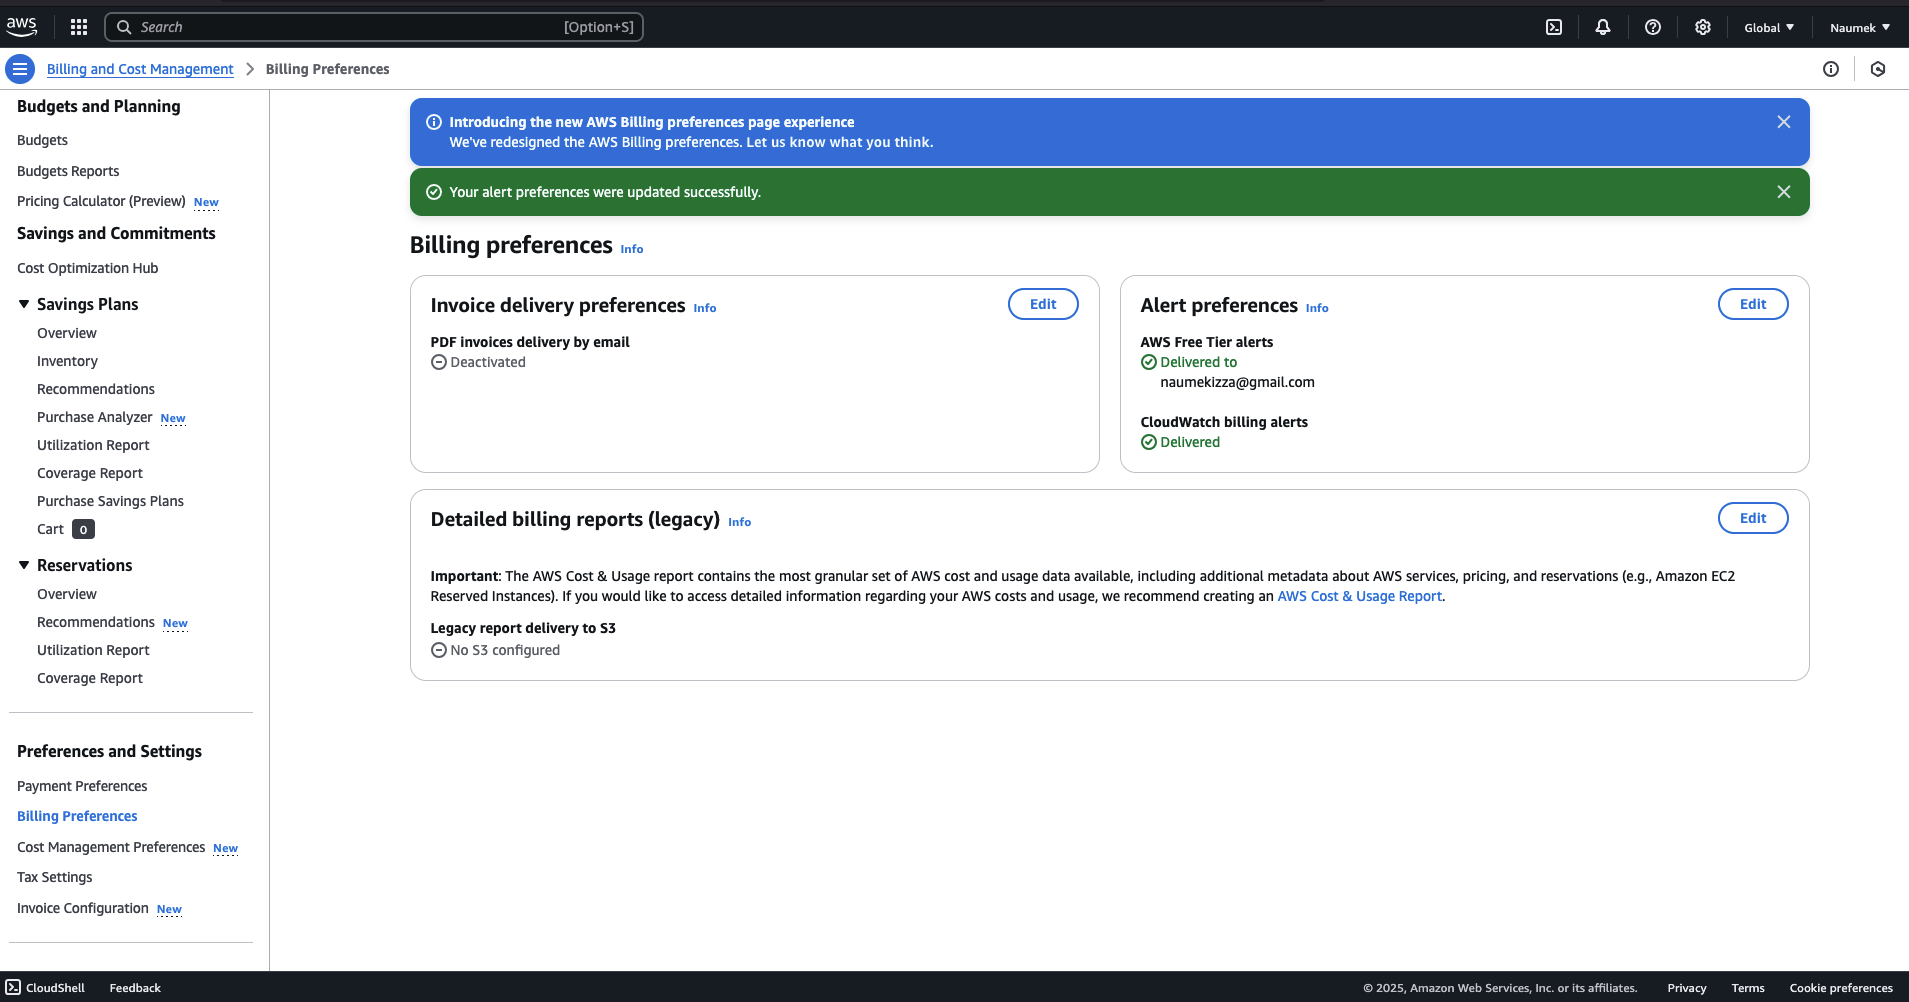 aws
Search
[Option+S]
Global
Naumek
Billing and Cost Management
Billing Preferences
Budgets and Planning
Budgets
Budgets Reports
Pricing Calculator (Preview) New
Savings and Commitments
Cost Optimization Hub
Savings Plans
Overview
Inventory
Recommendations
Purchase Analyzer New
Utilization Report
Coverage Report
Purchase Savings Plans
Cart 0
Reservations
Overview
Recommendations New
Utilization Report
Coverage Report
Preferences and Settings
Payment Preferences
Billing Preferences
Cost Management Preferences New
Tax Settings
Invoice Configuration New
Introducing the new AWS Billing preferences page experience
We've redesigned the AWS Billing preferences. Let us know what you think.
Your alert preferences were updated successfully.
Billing preferences Info
Invoice delivery preferences Info
Edit
PDF invoices delivery by email
Deactivated
Alert preferences Info
Edit
AWS Free Tier alerts
Delivered to
naumekizza@gmail.com
CloudWatch billing alerts
Delivered
Detailed billing reports (legacy) Info
Edit
Important: The AWS Cost & Usage report contains the most granular set of AWS cost and usage data available, including additional metadata about AWS services, pricing, and reservations (e.g., Amazon EC2
Reserved Instances). If you would like to access detailed information regarding your AWS costs and usage, we recommend creating an AWS Cost & Usage Report.
Legacy report delivery to S3
No S3 configured
CloudShell
Feedback
© 2025, Amazon Web Services, Inc. or its affiliates.
Privacy
Terms
Cookie preferences